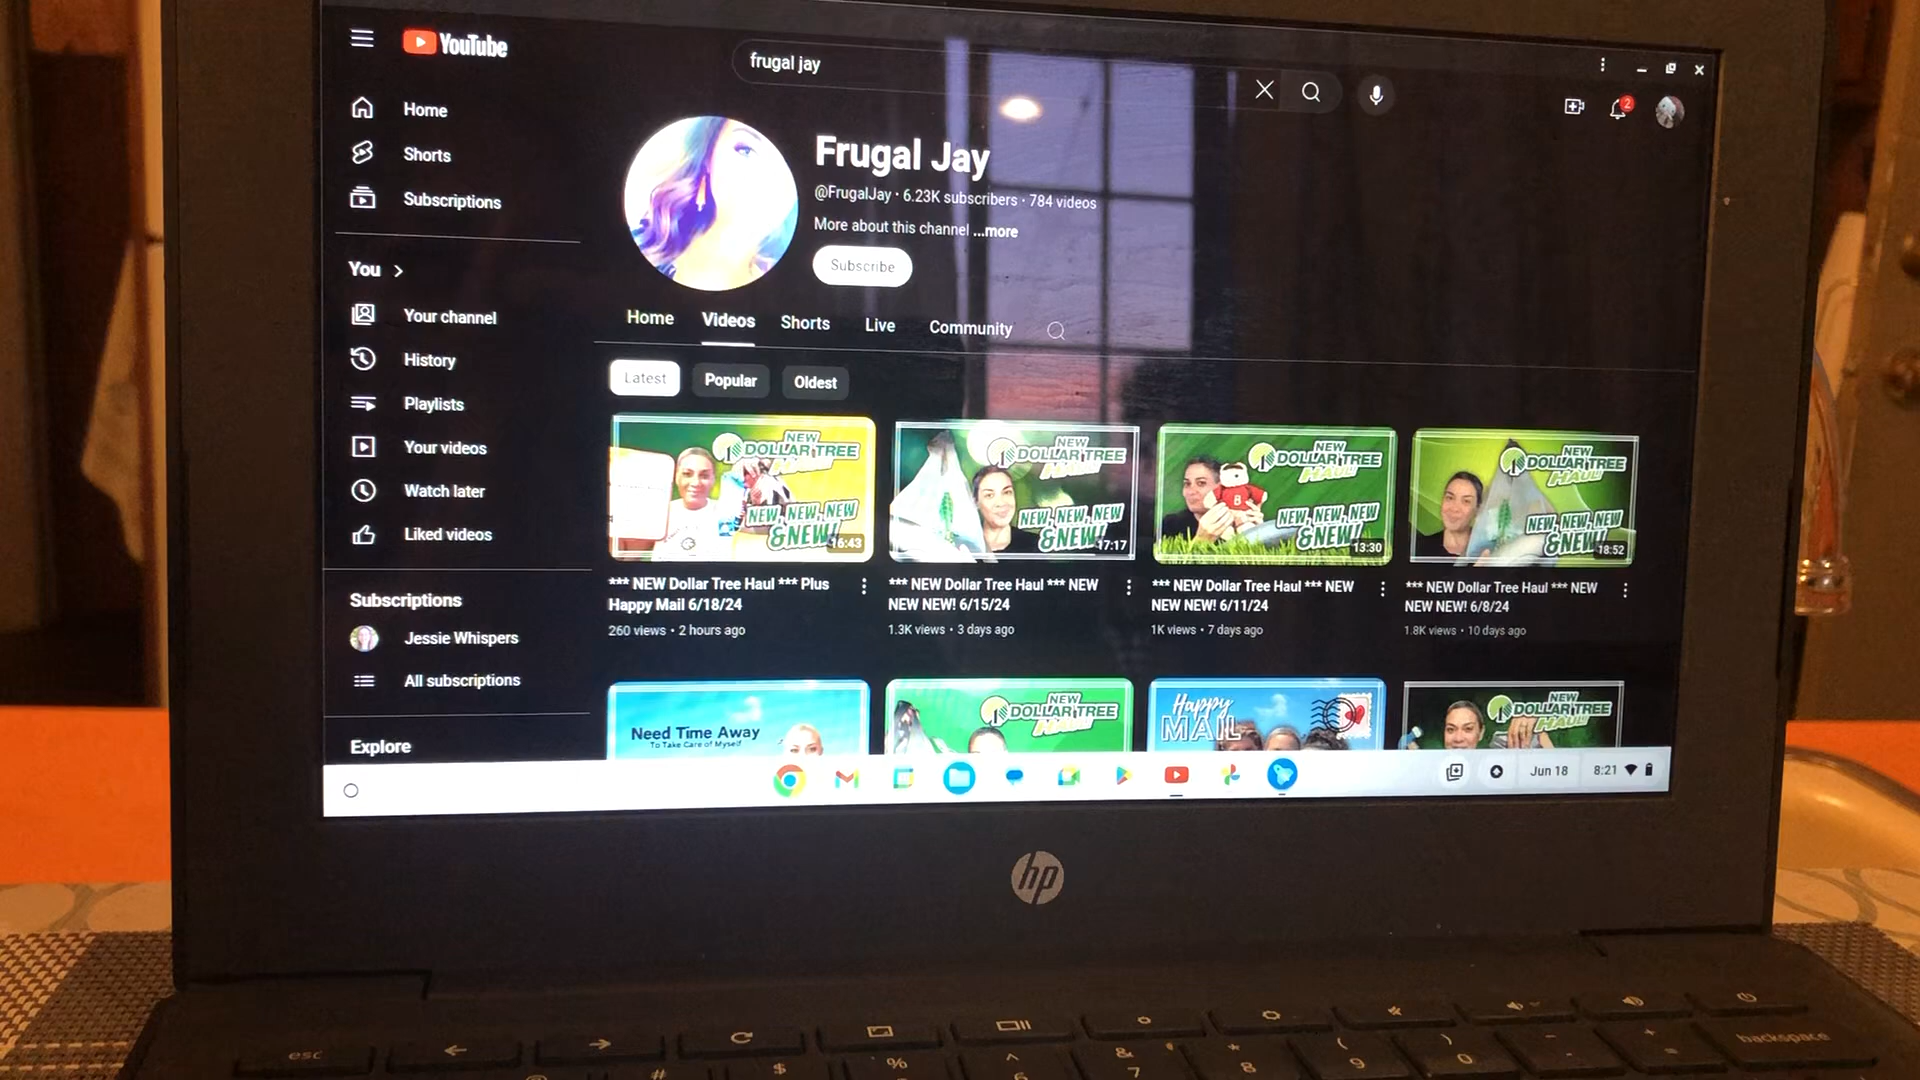 YouTube
frugal jay
2
Home
Shorts
Subscriptions
You
Your channel
History
Playlists
Your videos
Watch later
Liked videos
Subscriptions
Jessie Whispers
All subscriptions
Explore
Frugal Jay
@FrugalJay · 6.23K subscribers · 784 videos
More about this channel ...more
Subscribe
Home Videos Shorts Live Community
Latest Popular Oldest
NEW
DOLLAR TREE
NEW, NEW, NEW
& NEW!
16:43
*** NEW Dollar Tree Haul *** Plus
Happy Mail 6/18/24
260 views • 2 hours ago
NEW
DOLLAR TREE
HAUL!
NEW, NEW, NEW
& NEW!
17:17
*** NEW Dollar Tree Haul *** NEW
NEW NEW! 6/15/24
1.3K views • 3 days ago
NEW
DOLLAR TREE
HAUL!
B
NEW, NEW, NEW
& NEW!
13:30
*** NEW Dollar Tree Haul *** NEW
NEW NEW! 6/11/24
1K views • 7 days ago
NEW
DOLLAR TREE
HAUL!
NEW, NEW, NEW
& NEW!
18:52
*** NEW Dollar Tree Haul *** NEW
NEW NEW! 6/8/24
1.8K views • 10 days ago
Need Time Away
To Take Care of Myself
NEW
DOLLAR TREE
HAUL!
Happy
MAIL
NEW
DOLLAR TREE
HAUL!
Jun 18 8:21
hp
esc
backspace
# $ % ^ & * ( ) - + =
6 7 8 9 0